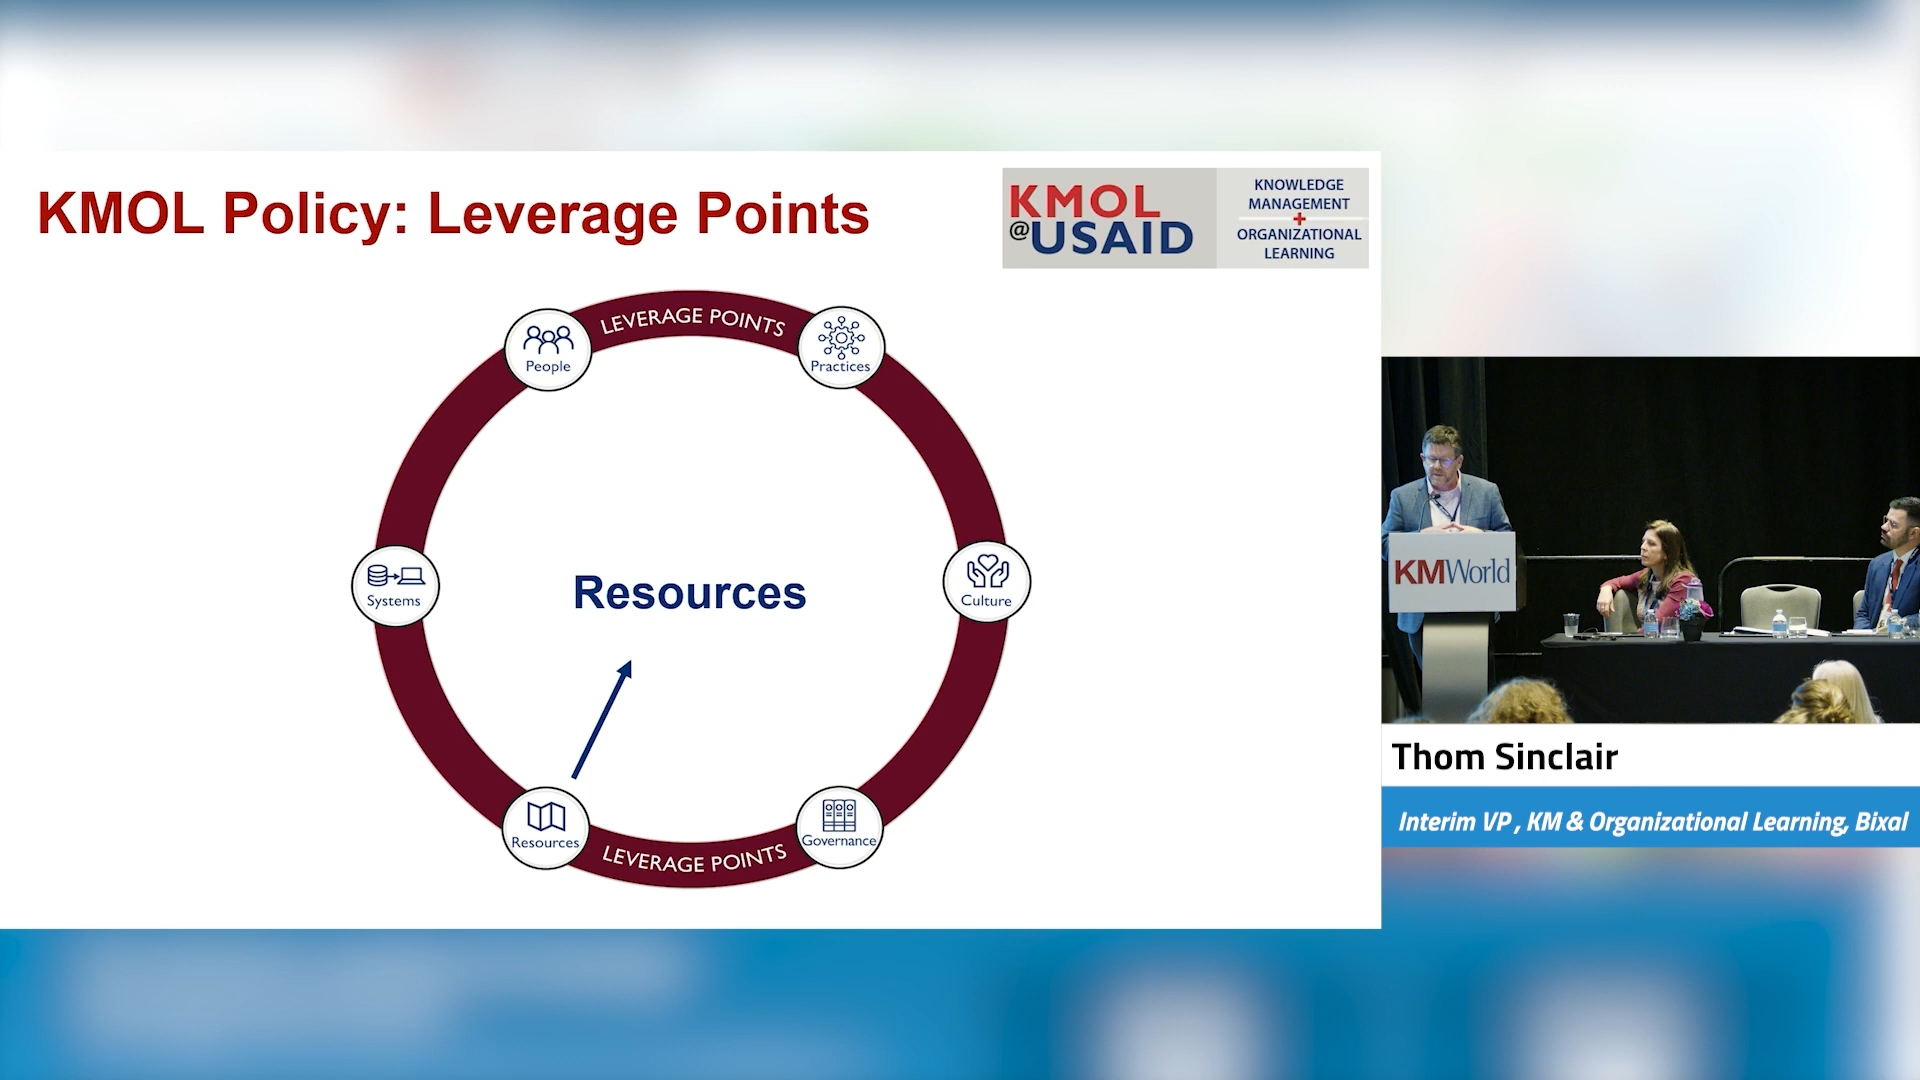 KMOL Policy: Leverage Points
KMOL
@USAID
KNOWLEDGE
MANAGEMENT
+
ORGANIZATIONAL
LEARNING
LEVERAGE POINTS
People
Practices
Systems
Culture
Resources
Resources
Governance
LEVERAGE POINTS
KMWorld
Thom Sinclair
Interim VP , KM & Organizational Learning, Bixal